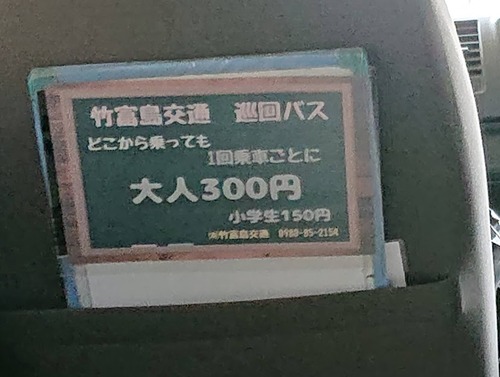 竹富島交通 巡回バス
どこから乗っても
1回乗車ごとに
大人300円
小学生150円
㈲竹富島交通 0980-85-2154